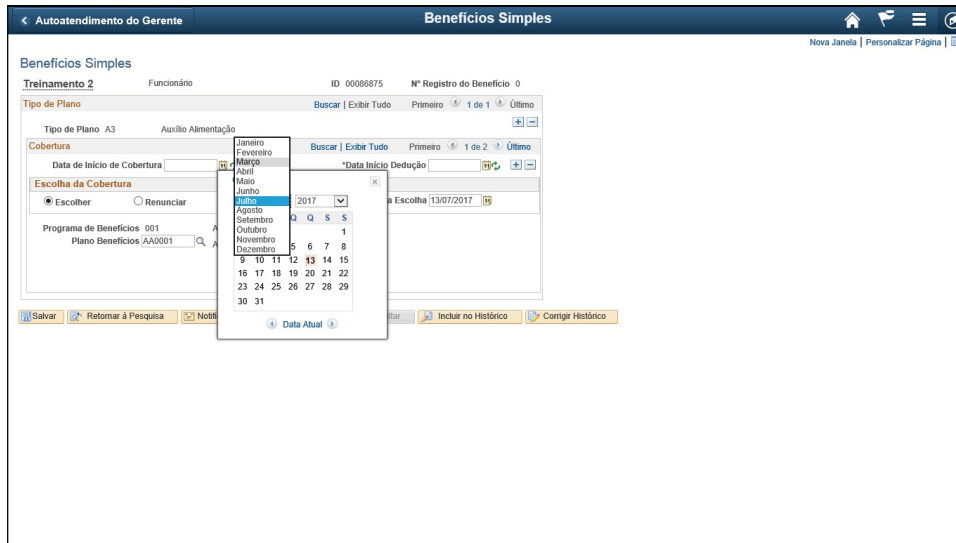 Autoatendimento do Gerente
Benefícios Simples
Nova Janela | Personalizar Página |
Benefícios Simples
Treinamento 2 Funcionário ID 00086875 Nº Registro do Benefício 0
Tipo de Plano Buscar | Exibir Tudo Primeiro 1 de 1 Último
Tipo de Plano A3 Auxílio Alimentação
Cobertura Buscar | Exibir Tudo Primeiro 1 de 2 Último
Data de Início de Cobertura *Data Início Dedução
Escolha da Cobertura
Escolher Renunciar a Escolha 13/07/2017
Programa de Benefícios 001 A
Plano Benefícios AA0001 A
Janeiro
Fevereiro
Março
Abril
Maio
Junho
Julho
Agosto
Setembro
Outubro
Novembro
Dezembro
2017
Q Q S S
1
5 6 7 8
9 10 11 12 13 14 15
16 17 18 19 20 21 22
23 24 25 26 27 28 29
30 31
Data Atual
Salvar Retornar à Pesquisa Notifi itar Incluir no Histórico Corrigir Histórico